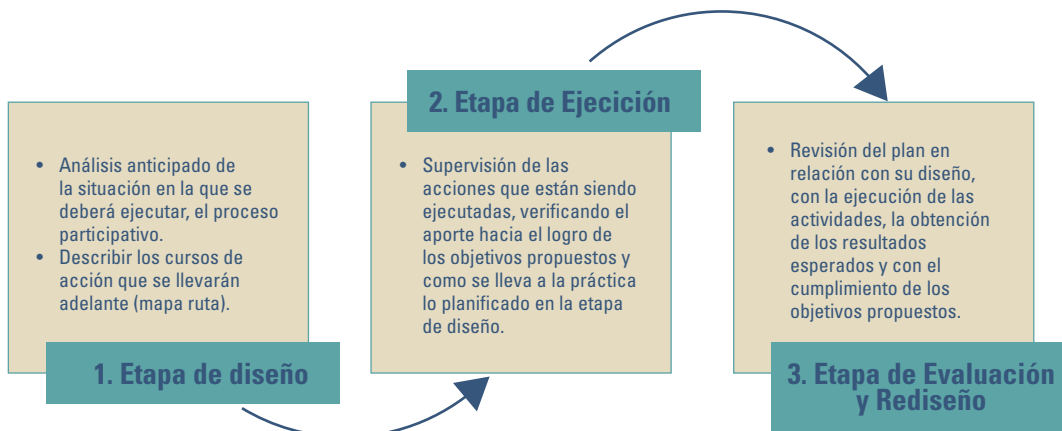 • Análisis anticipado de
la situación en la que se
deberá ejecutar, el proceso
participativo.
• Describir los cursos de
acción que se llevarán
adelante (mapa ruta).
1. Etapa de diseño
2. Etapa de Ejecición
• Supervisión de las
acciones que están siendo
ejecutadas, verificando el
aporte hacia el logro de
los objetivos propuestos y
como se lleva a la práctica
lo planificado en la etapa
de diseño.
• Revisión del plan en
relación con su diseño,
con la ejecución de las
actividades, la obtención
de los resultados
esperados y con el
cumplimiento de los
objetivos propuestos.
3. Etapa de Evaluación
y Rediseño